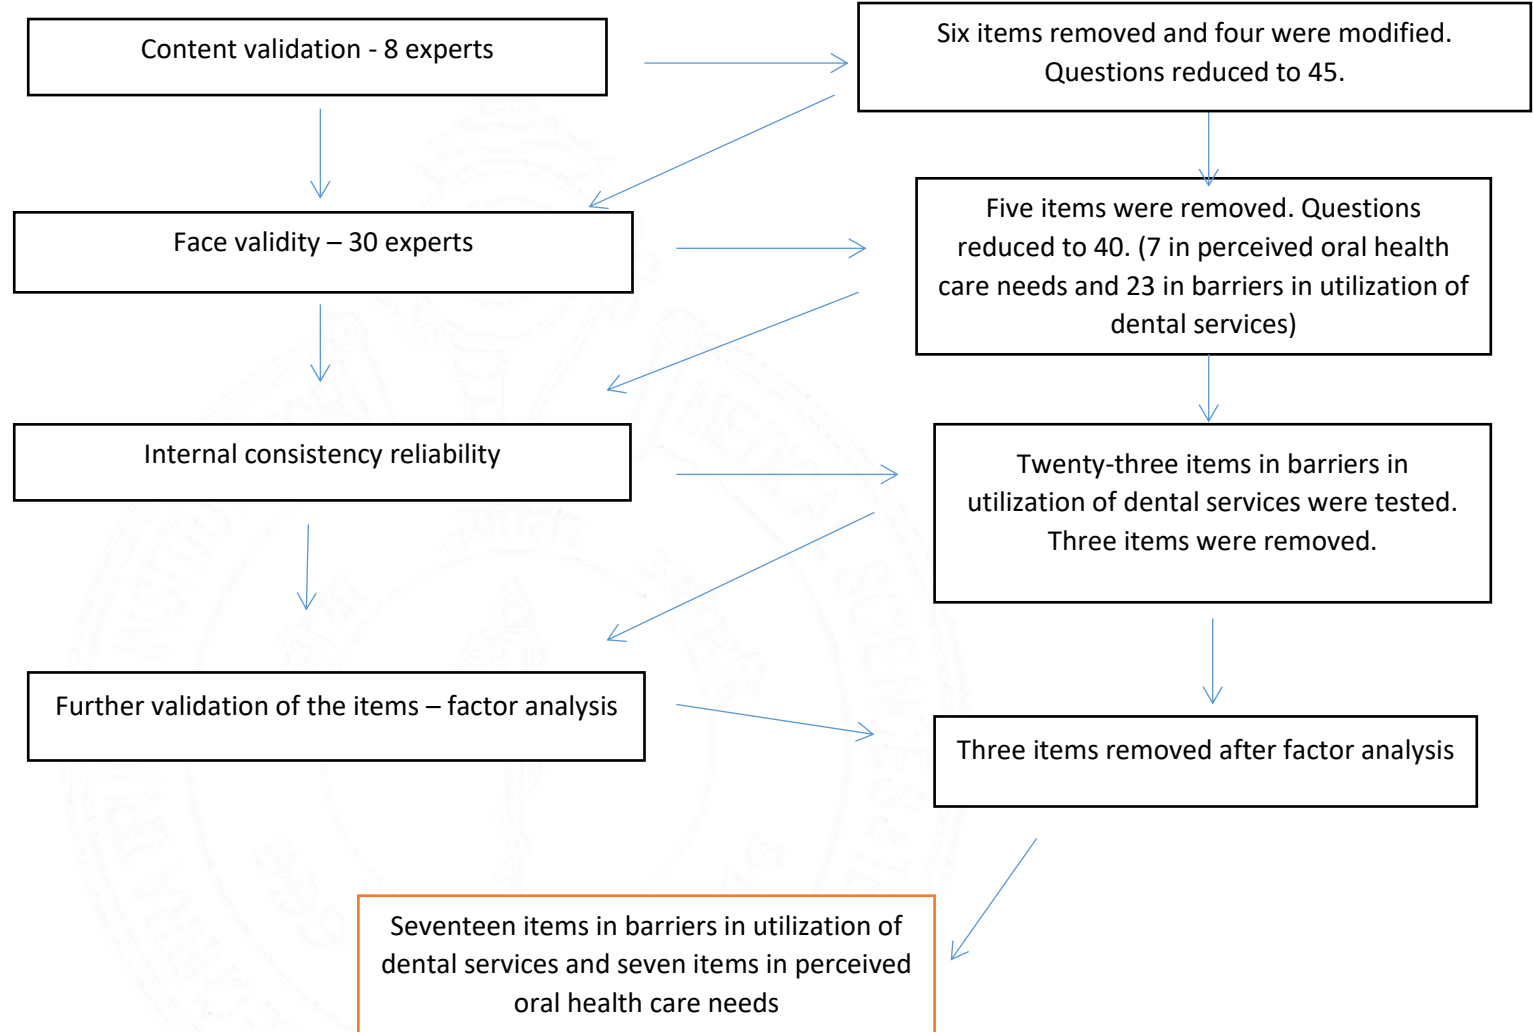 Content validation - 8 experts
Six items removed and four were modified.
Questions reduced to 45.
Face validity – 30 experts
Five items were removed. Questions
reduced to 40. (7 in perceived oral health
care needs and 23 in barriers in utilization of
dental services)
Internal consistency reliability
Twenty-three items in barriers in
utilization of dental services were tested.
Three items were removed.
Further validation of the items – factor analysis
Three items removed after factor analysis
Seventeen items in barriers in utilization of
dental services and seven items in perceived
oral health care needs